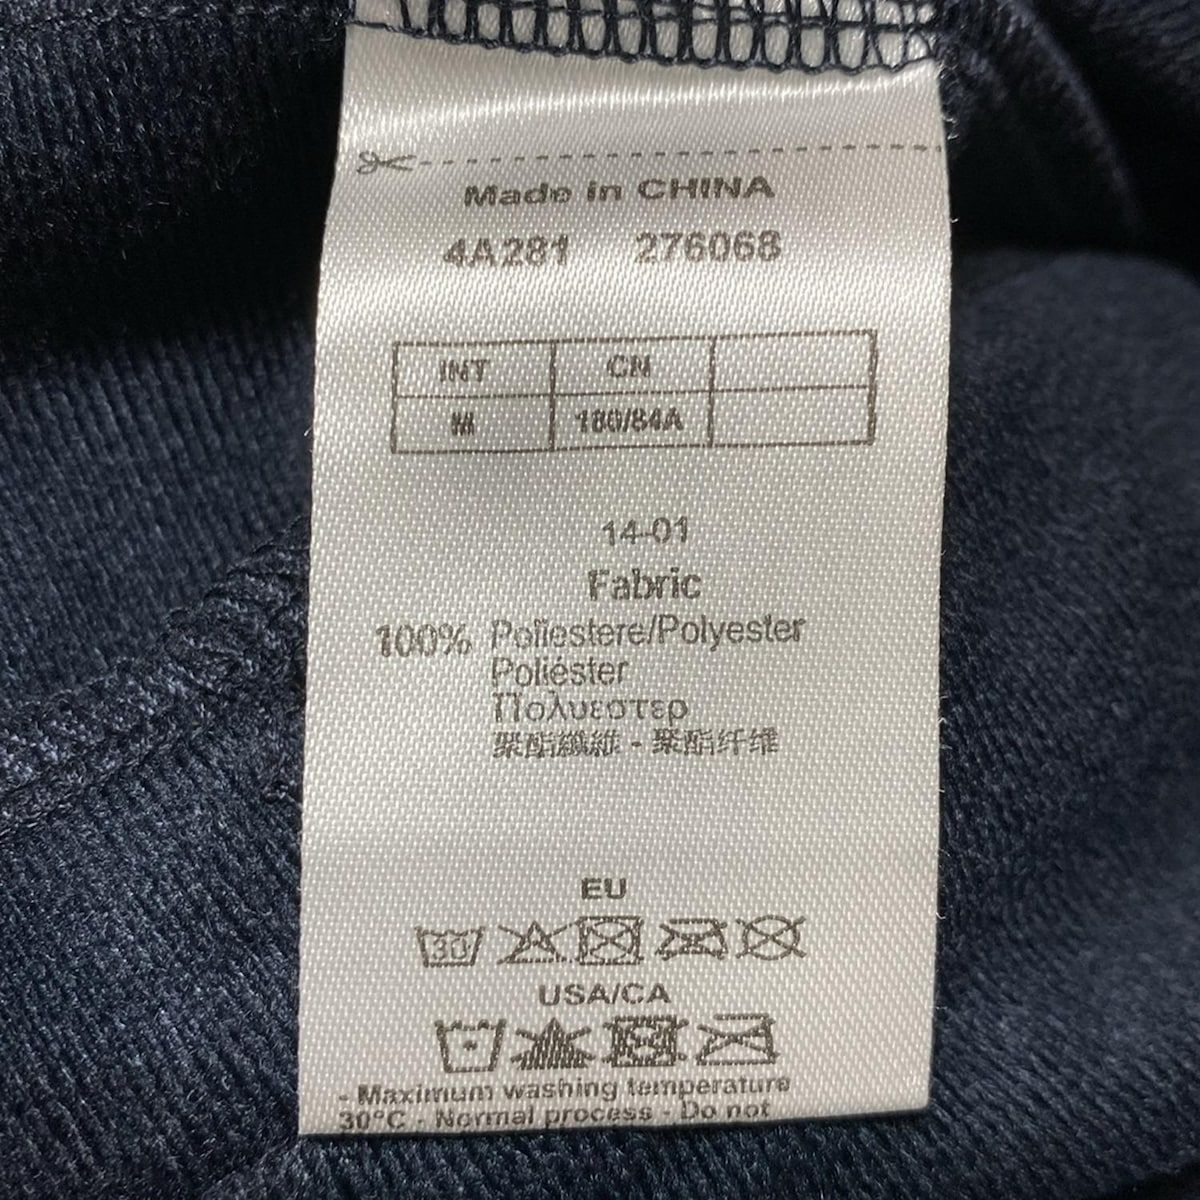 Made in CHINA
4A281 276068
INT CN
M 180/84A
14-01
Fabric
100% Poliestere/Polyester
Poliéster
Πολυεστερ
聚酯纖維 - 聚酯纤维
EU
30
USA/CA
- Maximum washing temperature
30°C - Normal process - Do not